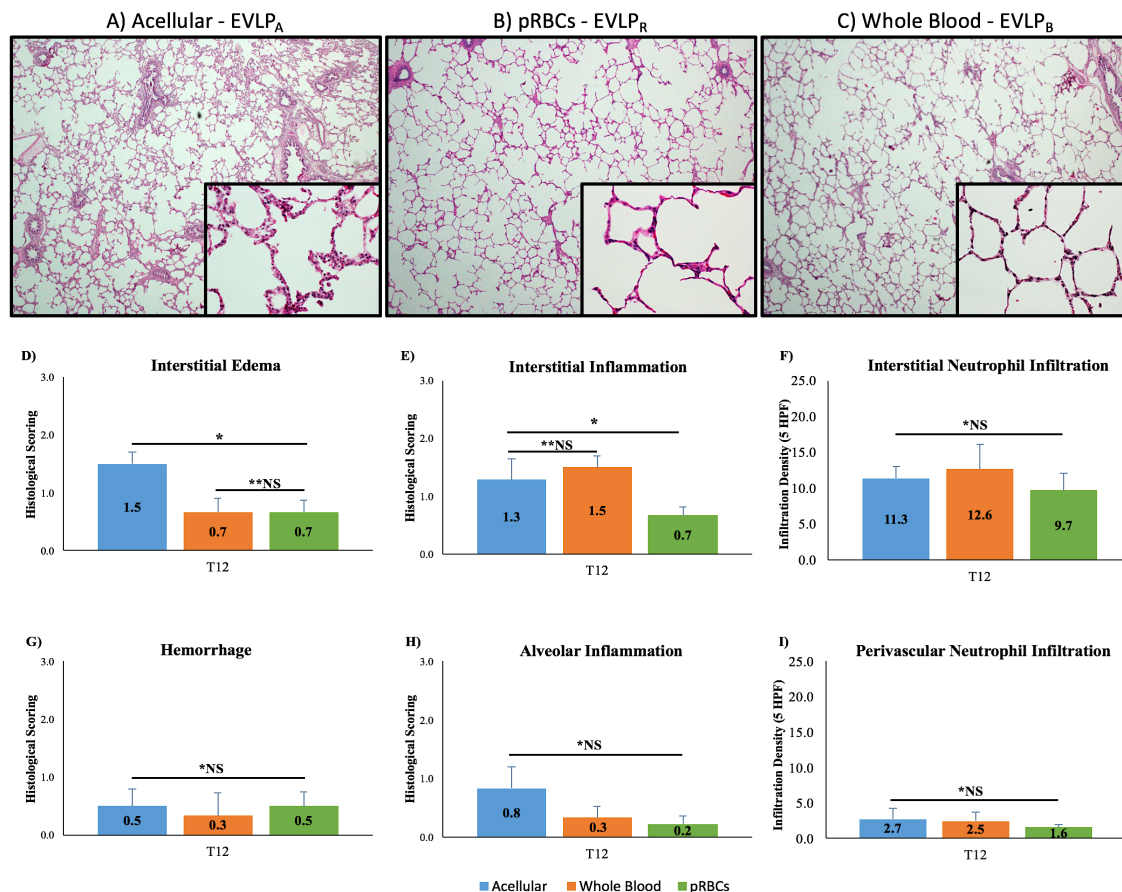 A) Acellular - EVLPA
B) pRBCs - EVLPR
C) Whole Blood - EVLPB
D)
Interstitial Edema
Histological Scoring
3.0
2.0
1.0
0.0
*
**NS
1.5
0.7
0.7
T12
E)
Interstitial Inflammation
Histological Scoring
3.0
2.0
1.0
0.0
*
**NS
1.3
1.5
0.7
T12
F)
Interstitial Neutrophil Infiltration
Infiltration Density (5 HPF)
25.0
20.0
15.0
10.0
5.0
0.0
*NS
11.3
12.6
9.7
T12
G)
Hemorrhage
Histological Scoring
3.0
2.0
1.0
0.0
*NS
0.5
0.3
0.5
T12
H)
Alveolar Inflammation
Histological Scoring
3.0
2.0
1.0
0.0
*NS
0.8
0.3
0.2
T12
I)
Perivascular Neutrophil Infiltration
Infiltration Density (5 HPF)
25.0
20.0
15.0
10.0
5.0
0.0
*NS
2.7
2.5
1.6
T12
Acellular
Whole Blood
pRBCs